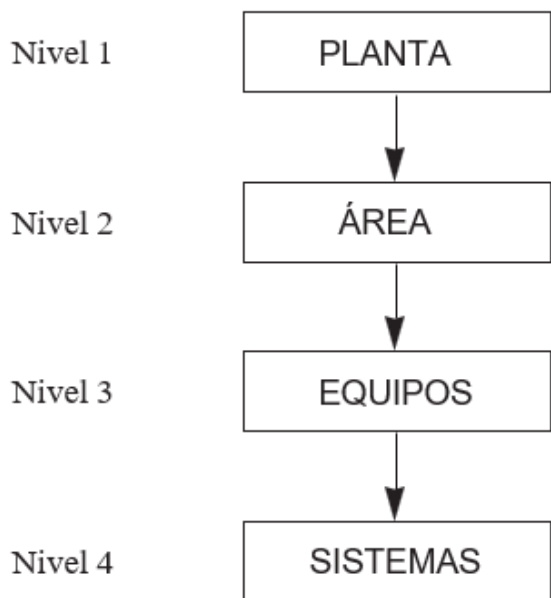 Nivel 1 PLANTA
Nivel 2 ÁREA
Nivel 3 EQUIPOS
Nivel 4 SISTEMAS